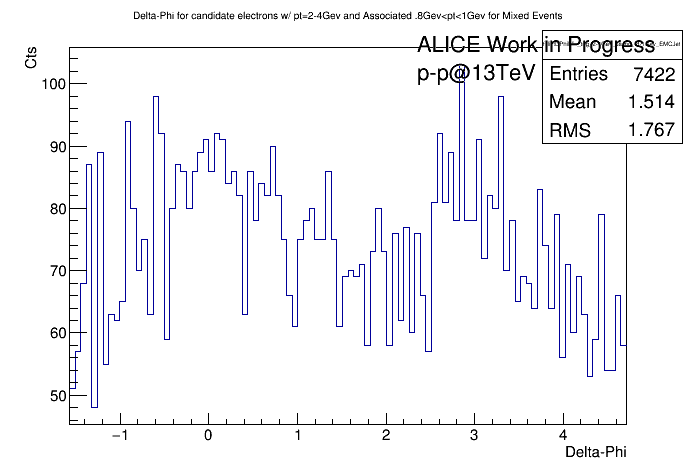 Delta-Phi for candidate electrons w/ pt=2-4Gev and Associated .8Gev<pt<1Gev for Mixed Events
Cts
ALICE Work in Progress
p-p@13TeV
Entries 7422
Mean 1.514
RMS 1.767
100
90
80
70
60
50
−1 0 1 2 3 4
Delta-Phi